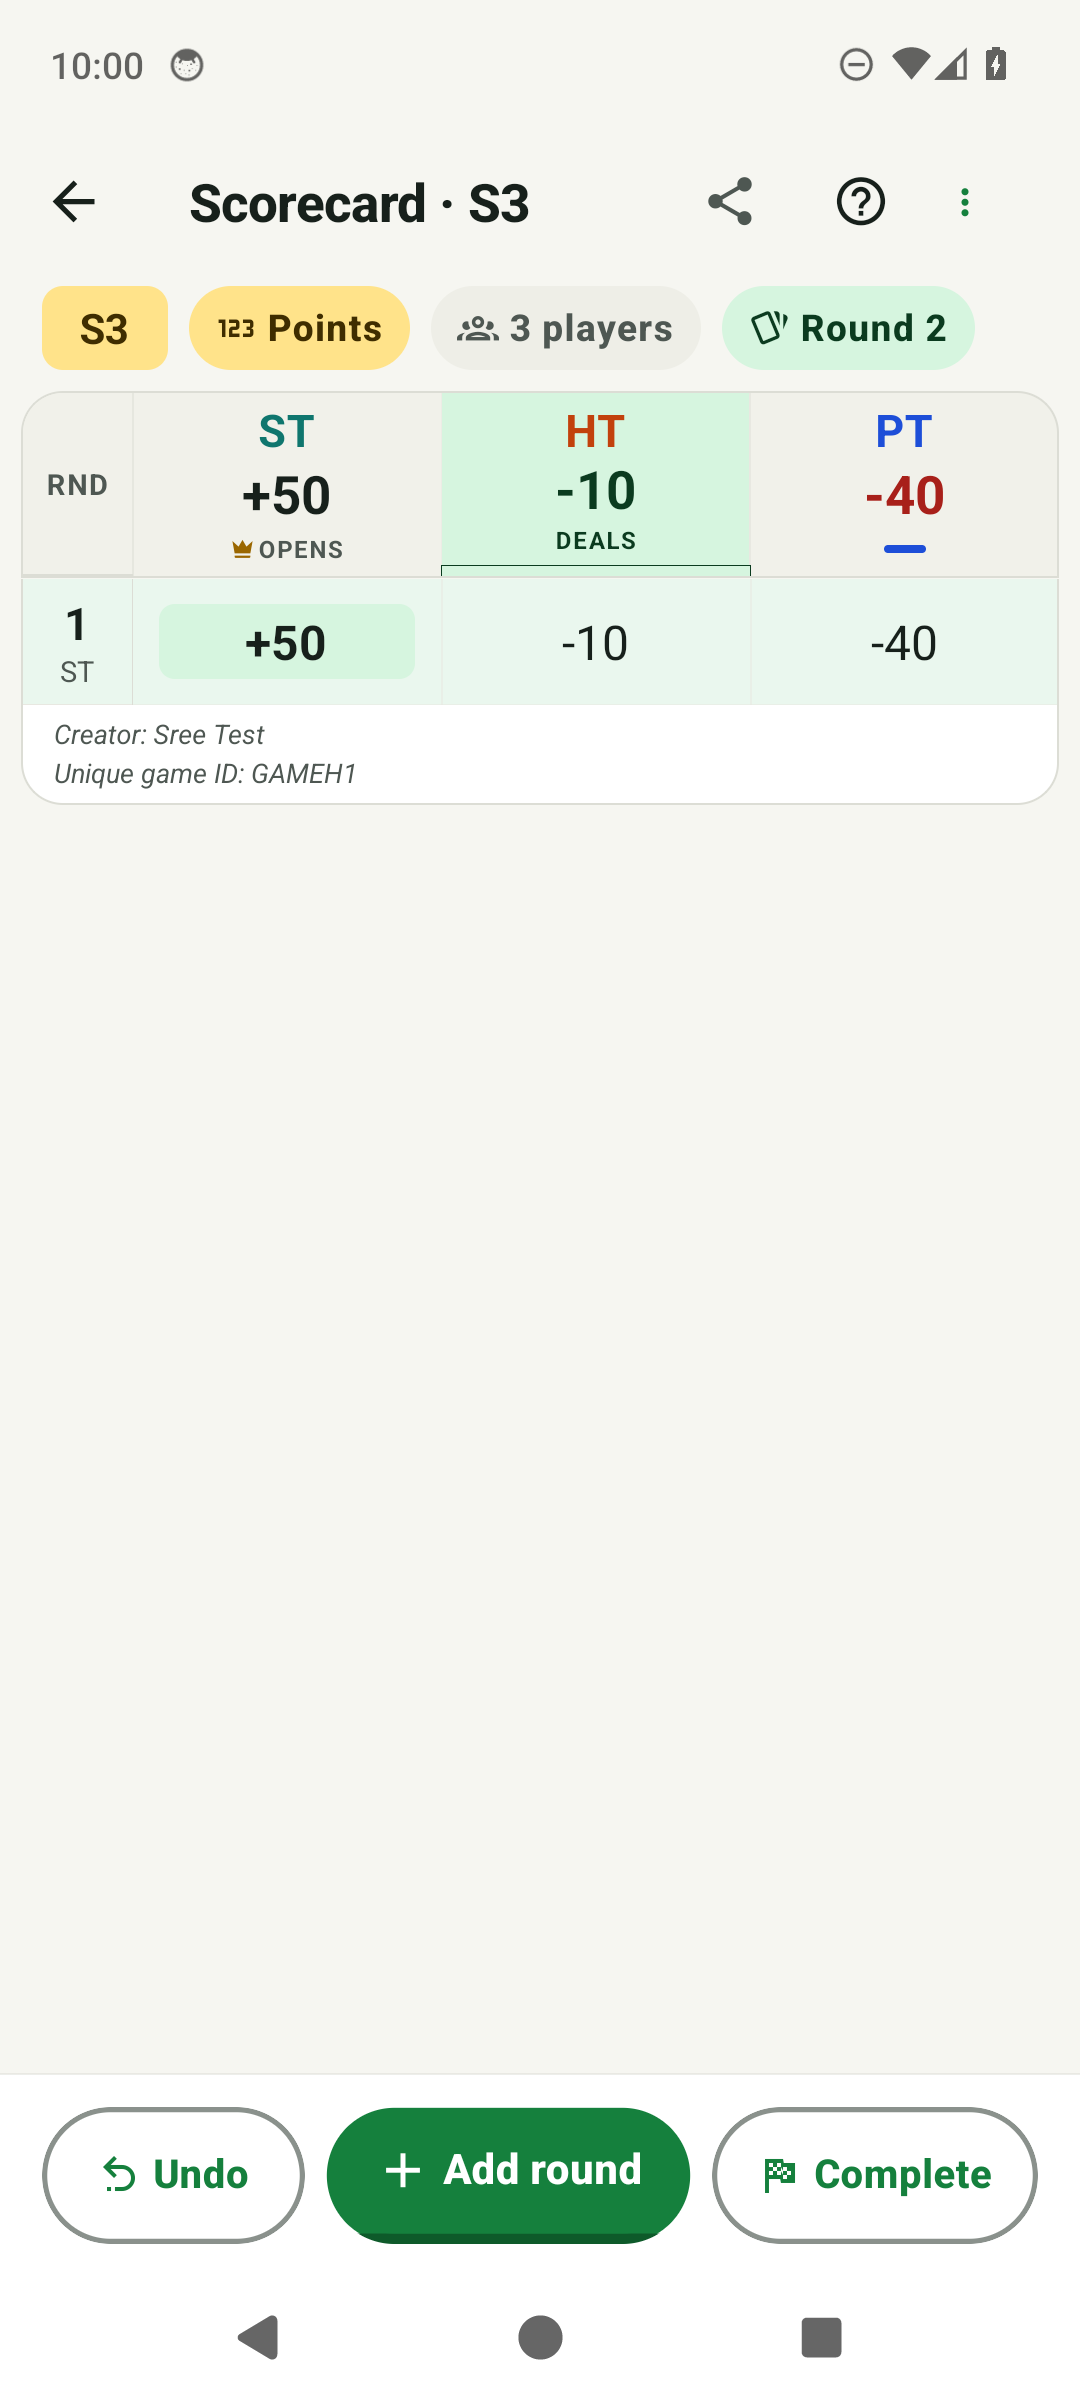 10:00
Scorecard · S3
S3
123 Points
3 players
Round 2
RND
ST
+50
OPENS
HT
-10
DEALS
PT
-40
1
ST
+50
-10
-40
Creator: Sree Test
Unique game ID: GAMEH1
Undo
+ Add round
Complete